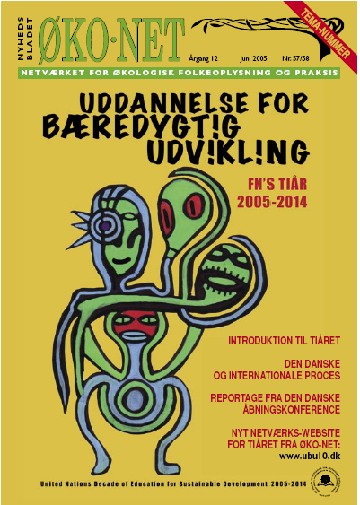 NYHEDS
BLADET
ØKO-NET
Årgang 12 juni 2005 Nr. 57/58
TEMA-NUMMER
NETVÆRKET FOR ØKOLOGISK FOLKEOPLYSNING OG PRAKSIS
UDDANNELSE FOR
BÆREDYGT!G
UDV!KL!NG
FN'S TIÅR
2005-2014
INTRODUKTION TIL TIÅRET
DEN DANSKE
OG INTERNATIONALE PROCES
REPORTAGE FRA DEN DANSKE
ÅBNINGSKONFERENCE
NYT NETVÆRKS-WEBSITE
FOR TIÅRET FRA ØKO-NET:
www.ubu10.dk
United Nations Decade of Education for Sustainable Development 2005-2014